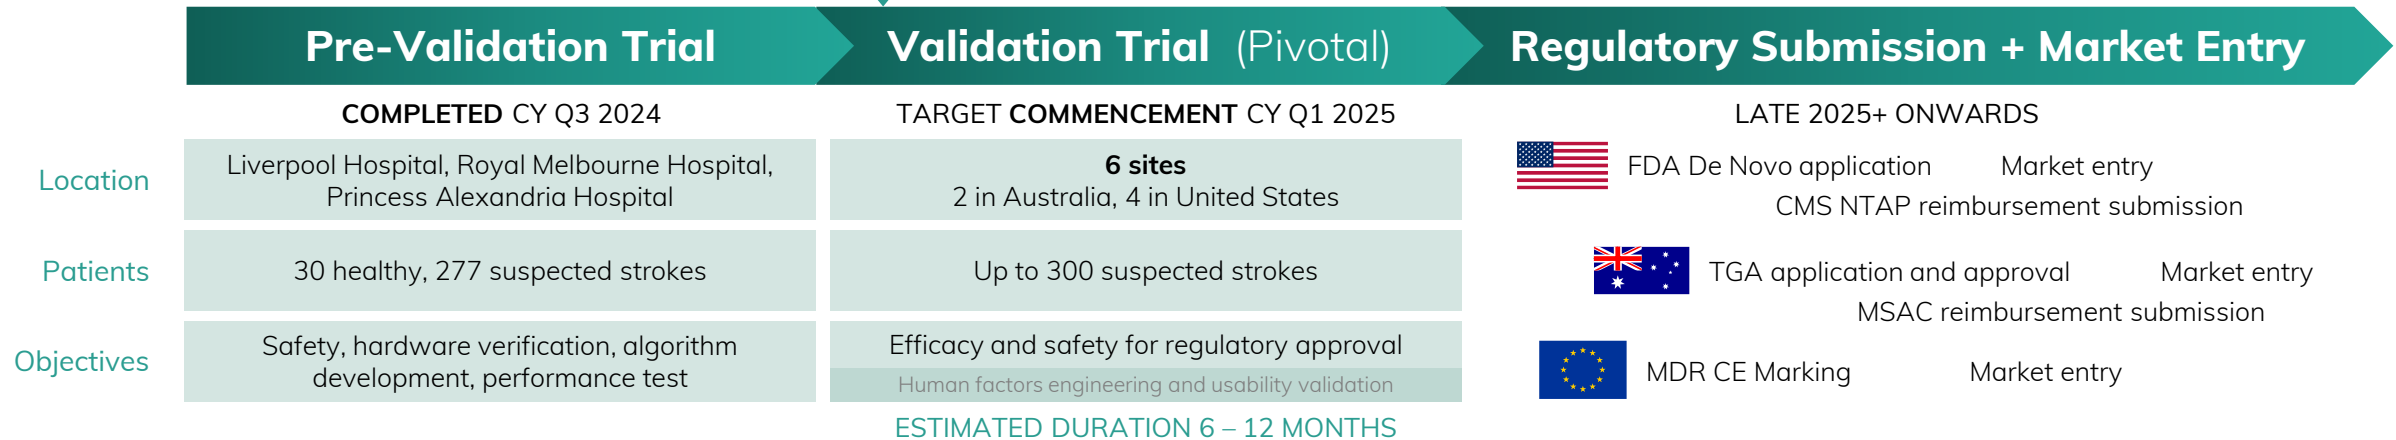 Pre-Validation Trial
Validation Trial (Pivotal)
Regulatory Submission + Market Entry
COMPLETED CY Q3 2024
TARGET COMMENCEMENT CY Q1 2025
LATE 2025+ ONWARDS
Location
Liverpool Hospital, Royal Melbourne Hospital,
Princess Alexandria Hospital
6 sites
2 in Australia, 4 in United States
FDA De Novo application
Market entry
CMS NTAP reimbursement submission
Patients
30 healthy, 277 suspected strokes
Up to 300 suspected strokes
TGA application and approval
Market entry
MSAC reimbursement submission
Objectives
Safety, hardware verification, algorithm
development, performance test
Efficacy and safety for regulatory approval
Human factors engineering and usability validation
MDR CE Marking
Market entry
ESTIMATED DURATION 6 – 12 MONTHS